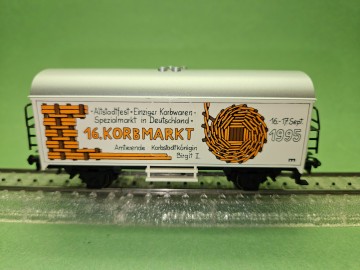 -Altstadtfest-Einziger Korbwaren-
Spezialmarkt in Deutschland-
16. KORBMARKT
Amtierende Korbstadtkönigin
Birgit I.
16.-17. Sept.
1995